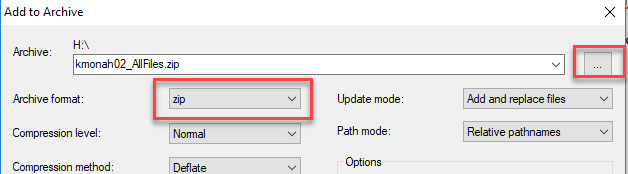 Add to Archive
H:\
Archive: kmonah02_AllFiles.zip ...
Archive format: zip Update mode: Add and replace files
Compression level: Normal Path mode: Relative pathnames
Compression method: Deflate Options